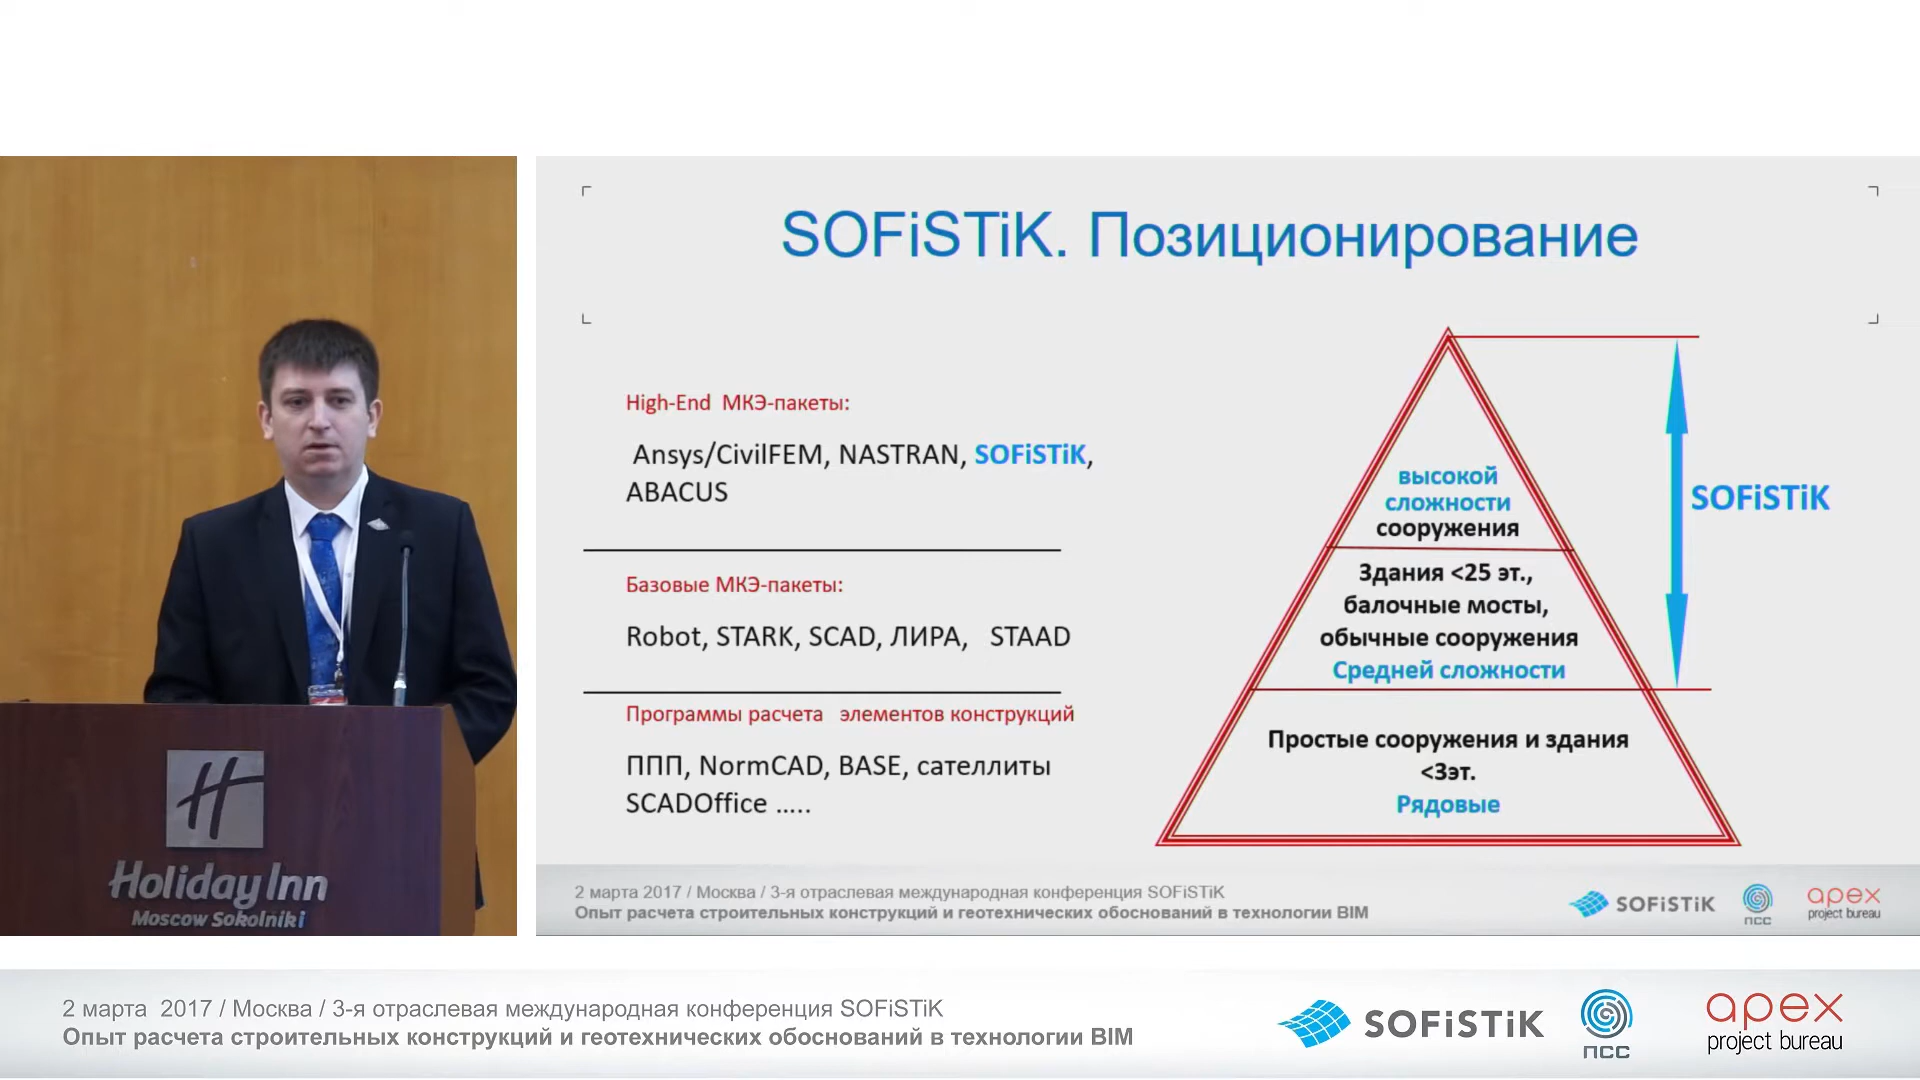 SOFiSTiK. Позиционирование
High-End МКЭ-пакеты:
Ansys/CivilFEM, NASTRAN, SOFiSTiK,
ABACUS
Базовые МКЭ-пакеты:
Robot, STARK, SCAD, ЛИРА, STAAD
Программы расчета элементов конструкций
ППП, NormCAD, BASE, сателлиты
SCADOffice .....
высокой
сложности
сооружения
Здания <25 эт.,
балочные мосты,
обычные сооружения
Средней сложности
Простые сооружения и здания
<3эт.
Рядовые
SOFiSTiK
2 марта 2017 / Москва / 3-я отраслевая международная конференция SOFiSTiK
Опыт расчета строительных конструкций и геотехнических обоснований в технологии BIM
SOFiSTiK
ПСС
apex
project bureau
H
Holiday Inn
Moscow Sokolniki
2 марта 2017 / Москва / 3-я отраслевая международная конференция SOFiSTiK
Опыт расчета строительных конструкций и геотехнических обоснований в технологии BIM
SOFiSTiK
ПСС
apex
project bureau